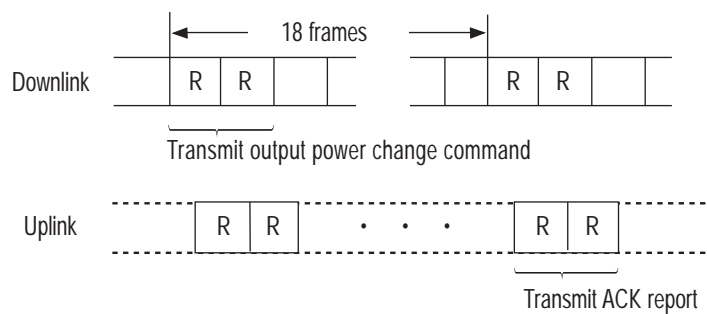 18 frames
Downlink R R R R
Transmit output power change command
Uplink R R · · · R R
Transmit ACK report